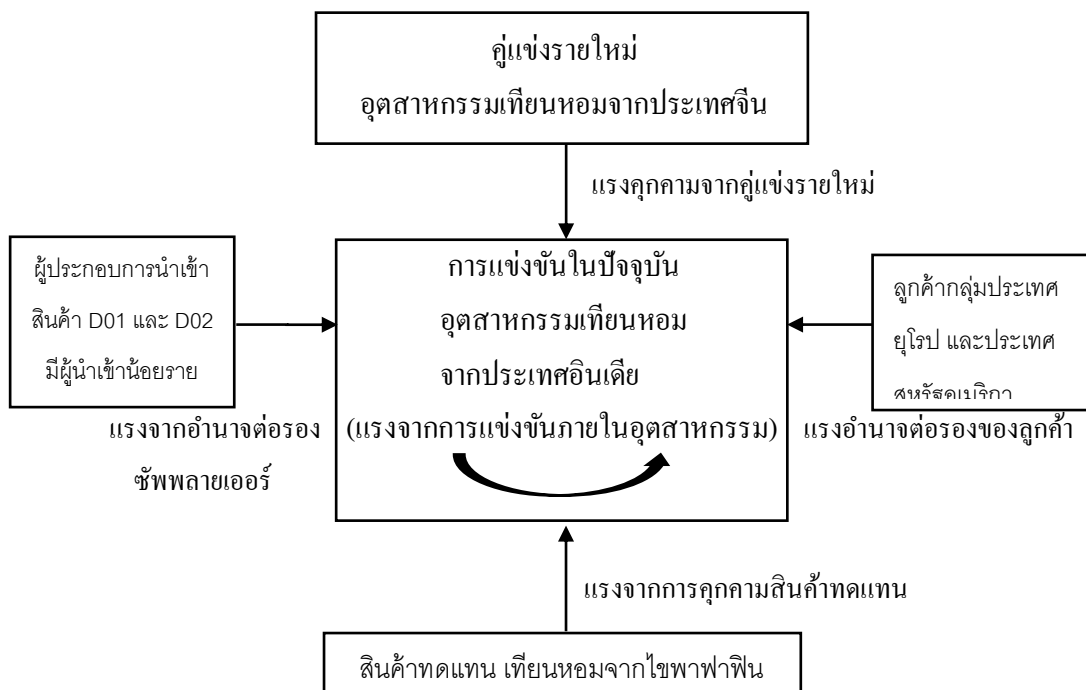 คู่แข่งรายใหม่
อุตสาหกรรมเทียนหอมจากประเทศจีน
แรงคุกคามจากคู่แข่งรายใหม่
ผู้ประกอบการนำเข้า
สินค้า D01 และ D02
มีผู้นำเข้าน้อยราย
แรงจากอำนาจต่อรอง
ซัพพลายเออร์
การแข่งขันในปัจจุบัน
อุตสาหกรรมเทียนหอม
จากประเทศอินเดีย
(แรงจากการแข่งขันภายในอุตสาหกรรม)
ลูกค้ากลุ่มประเทศ
ยุโรป และประเทศ
สหรัฐอเมริกา
แรงอำนาจต่อรองของลูกค้า
แรงจากการคุกคามสินค้าทดแทน
สินค้าทดแทน เทียนหอมจากไขพาฟาฟิน